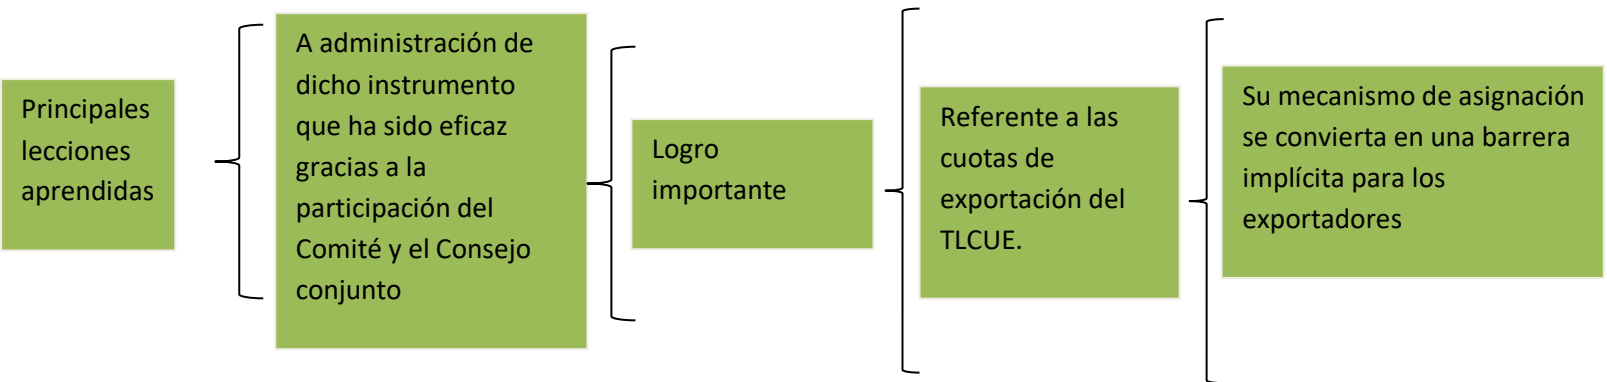 Principales
lecciones
aprendidas
A administración de
dicho instrumento
que ha sido eficaz
gracias a la
participación del
Comité y el Consejo
conjunto
Logro
importante
Referente a las
cuotas de
exportación del
TLCUE.
Su mecanismo de asignación
se convierta en una barrera
implícita para los
exportadores